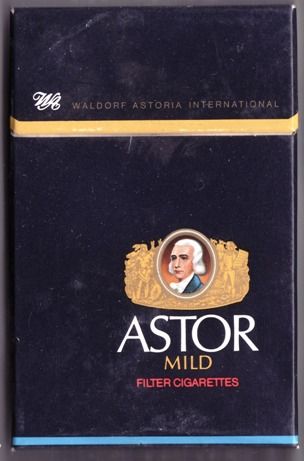 WA WALDORF ASTORIA INTERNATIONAL
ASTOR
MILD
FILTER CIGARETTES